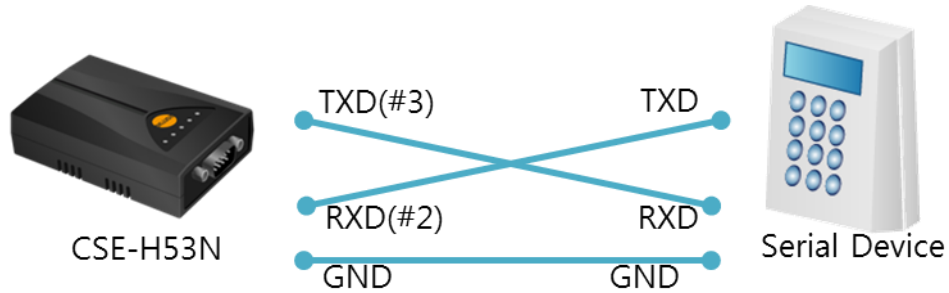 TXD(#3) TXD
RXD(#2) RXD
CSE-H53N
Serial Device
GND GND